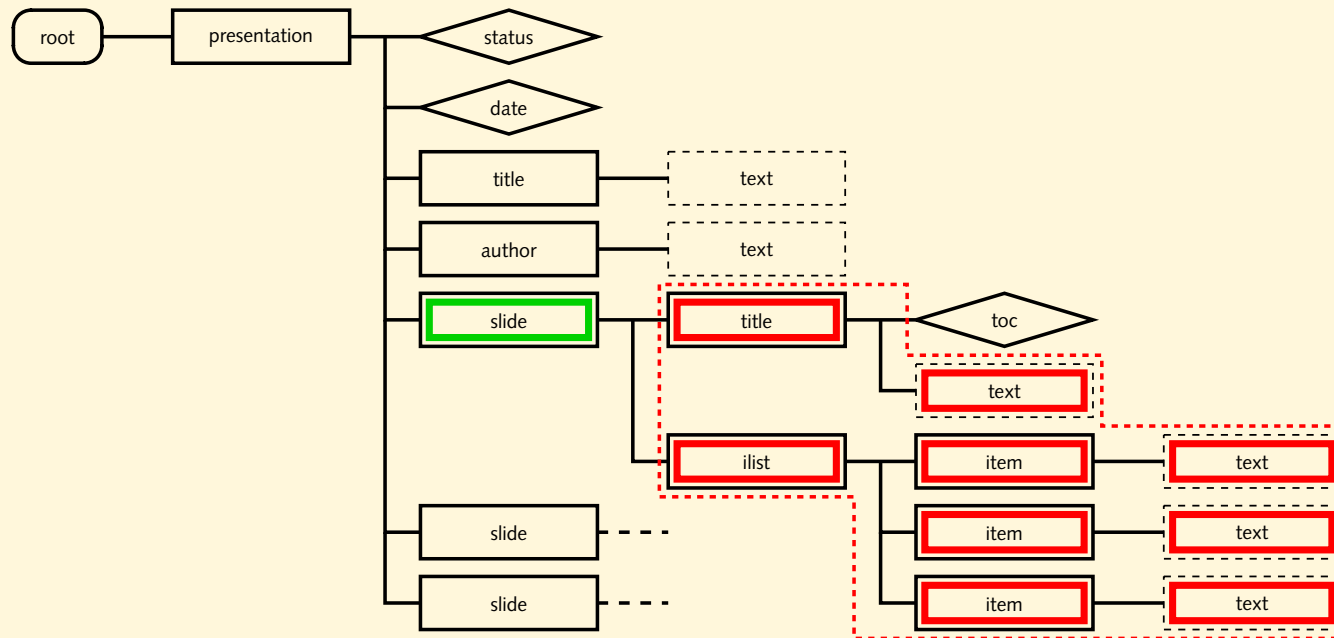 root
presentation
status
date
title
text
author
text
slide
title
toc
text
ilist
item
text
slide
item
text
slide
item
text